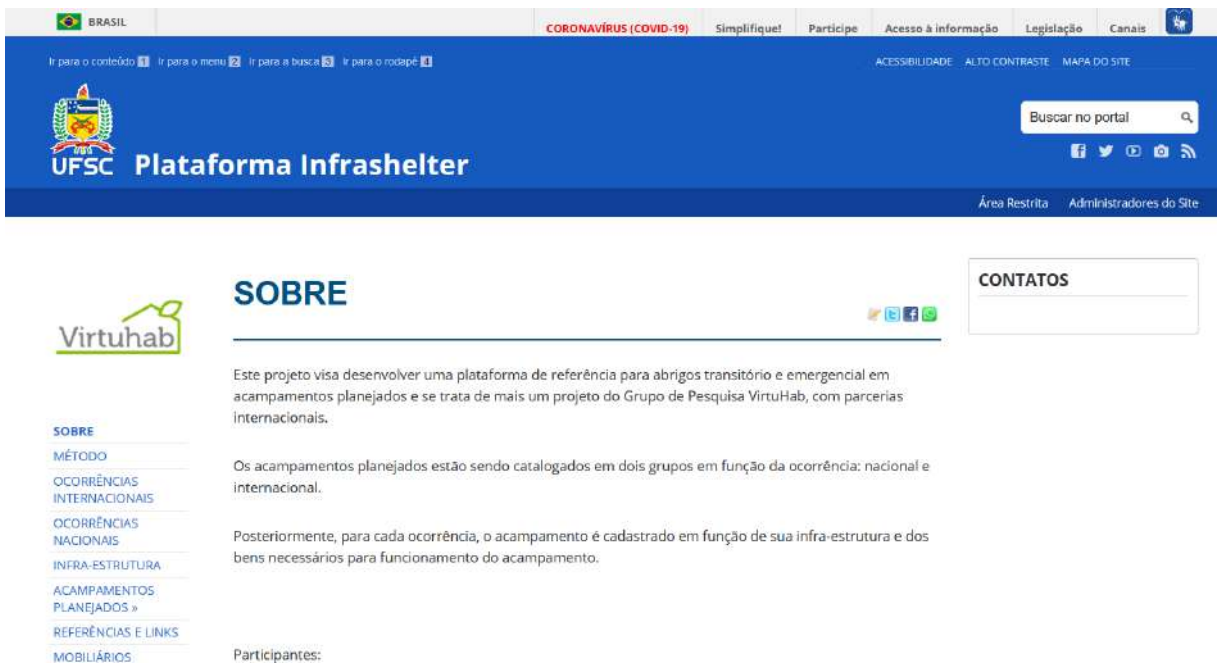 BRASIL
CORONAVÍRUS (COVID-19) Simplifique! Participe Acesso à informação Legislação Canais
Ir para o conteúdo 1 Ir para o menu 2 Ir para a busca 3 Ir para o rodapé 4
ACESSIBILIDADE ALTO CONTRASTE MAPA DO SITE
Buscar no portal
UFSC Plataforma Infrashelter
Área Restrita Administradores do Site
Virtuhab
SOBRE
MÉTODO
OCORRÊNCIAS
INTERNACIONAIS
OCORRÊNCIAS
NACIONAIS
INFRA-ESTRUTURA
ACAMPAMENTOS
PLANEJADOS »
REFERÊNCIAS E LINKS
MOBILIÁRIOS
SOBRE
Este projeto visa desenvolver uma plataforma de referência para abrigos transitório e emergencial em
acampamentos planejados e se trata de mais um projeto do Grupo de Pesquisa VirtuHab, com parcerias
internacionais.
Os acampamentos planejados estão sendo catalogados em dois grupos em função da ocorrência: nacional e
internacional.
Posteriormente, para cada ocorrência, o acampamento é cadastrado em função de sua infra-estrutura e dos
bens necessários para funcionamento do acampamento.
Participantes:
CONTATOS